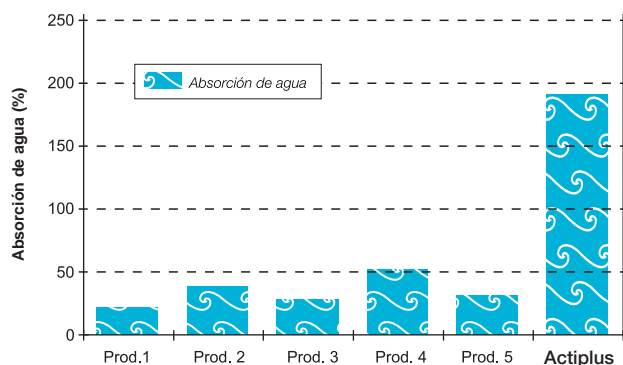 250
200
150
100
50
0
Absorción de agua (%)
Absorción de agua
Prod.1 Prod. 2 Prod. 3 Prod. 4 Prod. 5 Actiplus